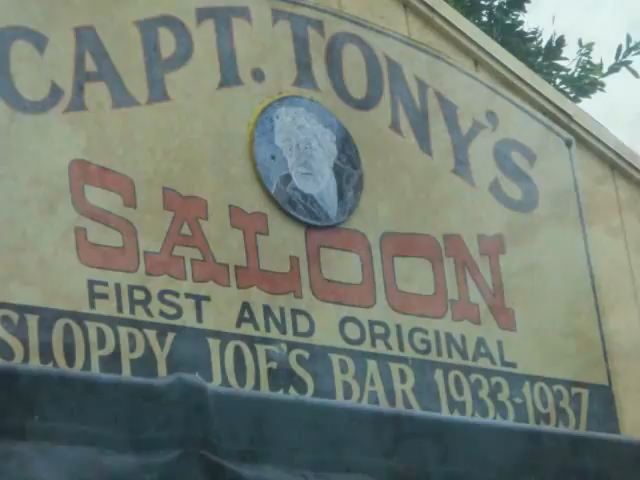 CAPT. TONY'S
SALOON
FIRST AND ORIGINAL
SLOPPY JOE'S BAR 1933-1937